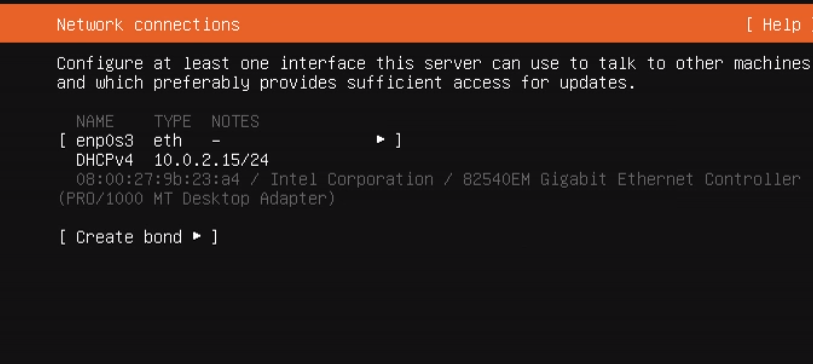 Network connections [ Help ]
Configure at least one interface this server can use to talk to other machines
and which preferably provides sufficient access for updates.
NAME TYPE NOTES
[ enp0s3 eth - ▸ ]
DHCPv4 10.0.2.15/24
08:00:27:9b:23:a4 / Intel Corporation / 82540EM Gigabit Ethernet Controller
(PRO/1000 MT Desktop Adapter)
[ Create bond ▸ ]